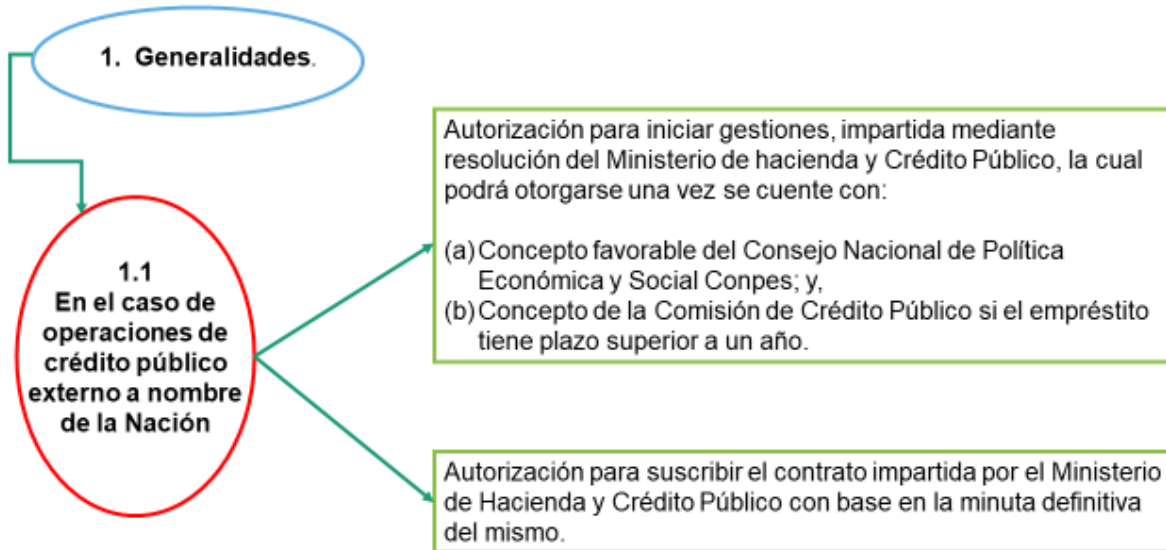 1. Generalidades.
Autorización para iniciar gestiones, impartida mediante
resolución del Ministerio de hacienda y Crédito Público, la cual
podrá otorgarse una vez se cuente con:
(a) Concepto favorable del Consejo Nacional de Política
Económica y Social Conpes; y,
(b) Concepto de la Comisión de Crédito Público si el empréstito
tiene plazo superior a un año.
1.1
En el caso de
operaciones de
crédito público
externo a nombre
de la Nación
Autorización para suscribir el contrato impartida por el Ministerio
de Hacienda y Crédito Público con base en la minuta definitiva
del mismo.